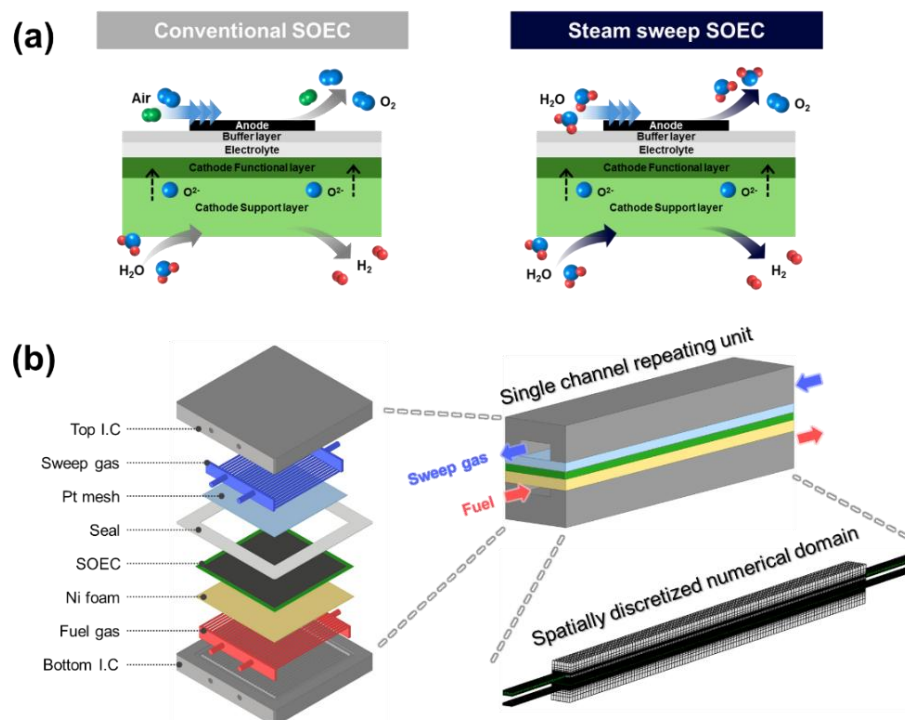 (a)
Conventional SOEC
Air
O₂
Anode
Buffer layer
Electrolyte
Cathode Functional layer
O²⁻
O²⁻
Cathode Support layer
H₂O
H₂
Steam sweep SOEC
H₂O
O₂
Anode
Buffer layer
Electrolyte
Cathode Functional layer
O²⁻
O²⁻
Cathode Support layer
H₂O
H₂
(b)
Top I.C
Sweep gas
Pt mesh
Seal
SOEC
Ni foam
Fuel gas
Bottom I.C
Single channel repeating unit
Sweep gas
Fuel
Spatially discretized numerical domain